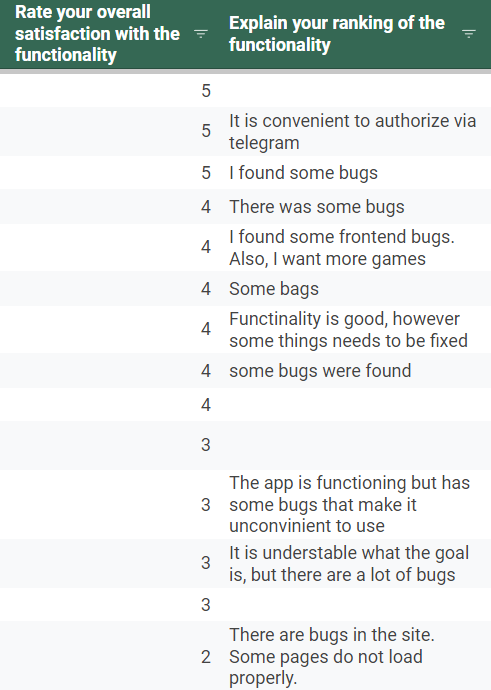 Rate your overall
satisfaction with the
functionality
Explain your ranking of the
functionality
5
5
It is convenient to authorize via
telegram
5
I found some bugs
4
There was some bugs
4
I found some frontend bugs.
Also, I want more games
4
Some bags
4
Functinality is good, however
some things needs to be fixed
4
some bugs were found
4
3
3
The app is functioning but has
some bugs that make it
unconvinient to use
3
It is understable what the goal
is, but there are a lot of bugs
3
2
There are bugs in the site.
Some pages do not load
properly.